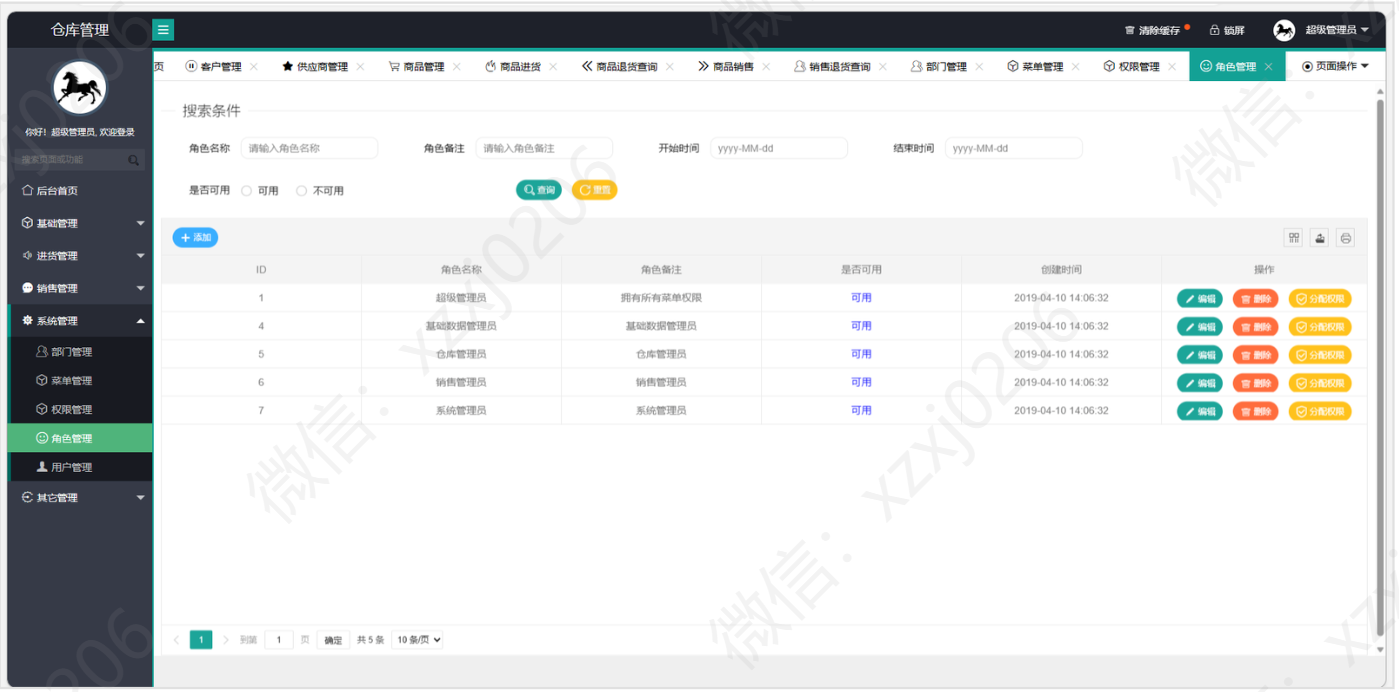 仓库管理
清除缓存 锁屏 超级管理员
页 客户管理 供应商管理 商品管理 商品进货 商品退货查询 商品销售 销售退货查询 部门管理 菜单管理 权限管理 角色管理 页面操作
你好！超级管理员, 欢迎登录
搜索页面或功能
后台首页
基础管理
进货管理
销售管理
系统管理
部门管理
菜单管理
权限管理
角色管理
用户管理
其它管理
搜索条件
角色名称 请输入角色名称 角色备注 请输入角色备注 开始时间 yyyy-MM-dd 结束时间 yyyy-MM-dd
是否可用 可用 不可用 查询 重置
添加
ID 角色名称 角色备注 是否可用 创建时间 操作
1 超级管理员 拥有所有菜单权限 可用 2019-04-10 14:06:32 编辑 删除 分配权限
4 基础数据管理员 基础数据管理员 可用 2019-04-10 14:06:32 编辑 删除 分配权限
5 仓库管理员 仓库管理员 可用 2019-04-10 14:06:32 编辑 删除 分配权限
6 销售管理员 销售管理员 可用 2019-04-10 14:06:32 编辑 删除 分配权限
7 系统管理员 系统管理员 可用 2019-04-10 14:06:32 编辑 删除 分配权限
1 到第 1 页 确定 共 5 条 10 条/页
微信：xzxj0206
微信：xzxj0206